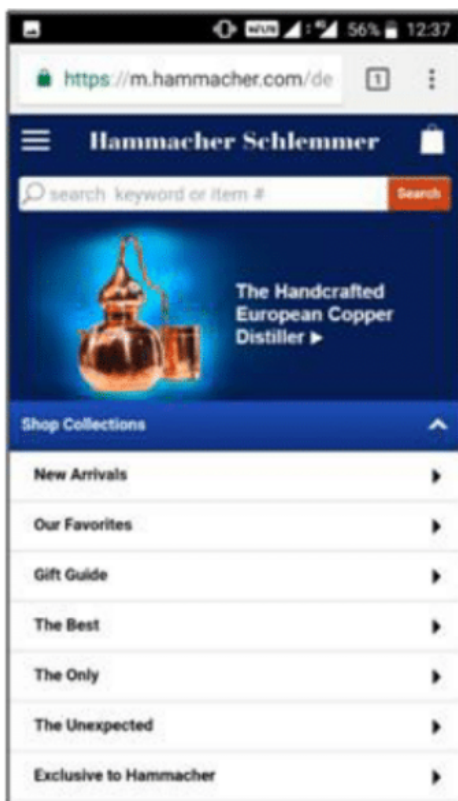 56% 12:37
https://m.hammacher.com/de 1
Hammacher Schlemmer
search keyword or item # Search
The Handcrafted
European Copper
Distiller
Shop Collections
New Arrivals
Our Favorites
Gift Guide
The Best
The Only
The Unexpected
Exclusive to Hammacher